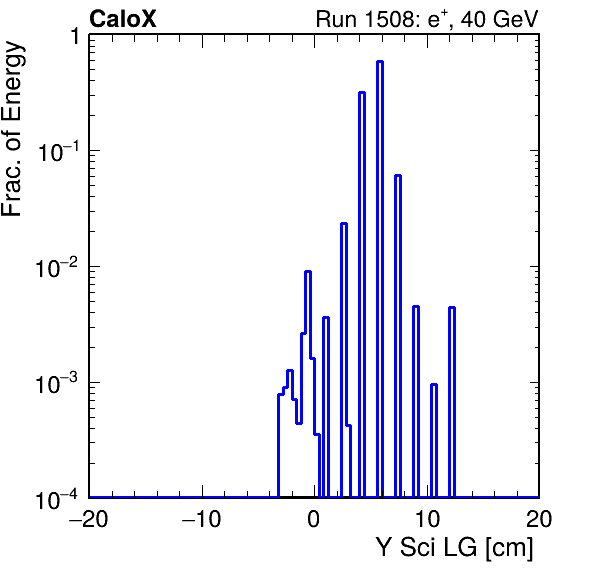 CaloX Run 1508: e⁺, 40 GeV
Frac. of Energy
1
10⁻¹
10⁻²
10⁻³
10⁻⁴
−20 −10 0 10 20
Y Sci LG [cm]